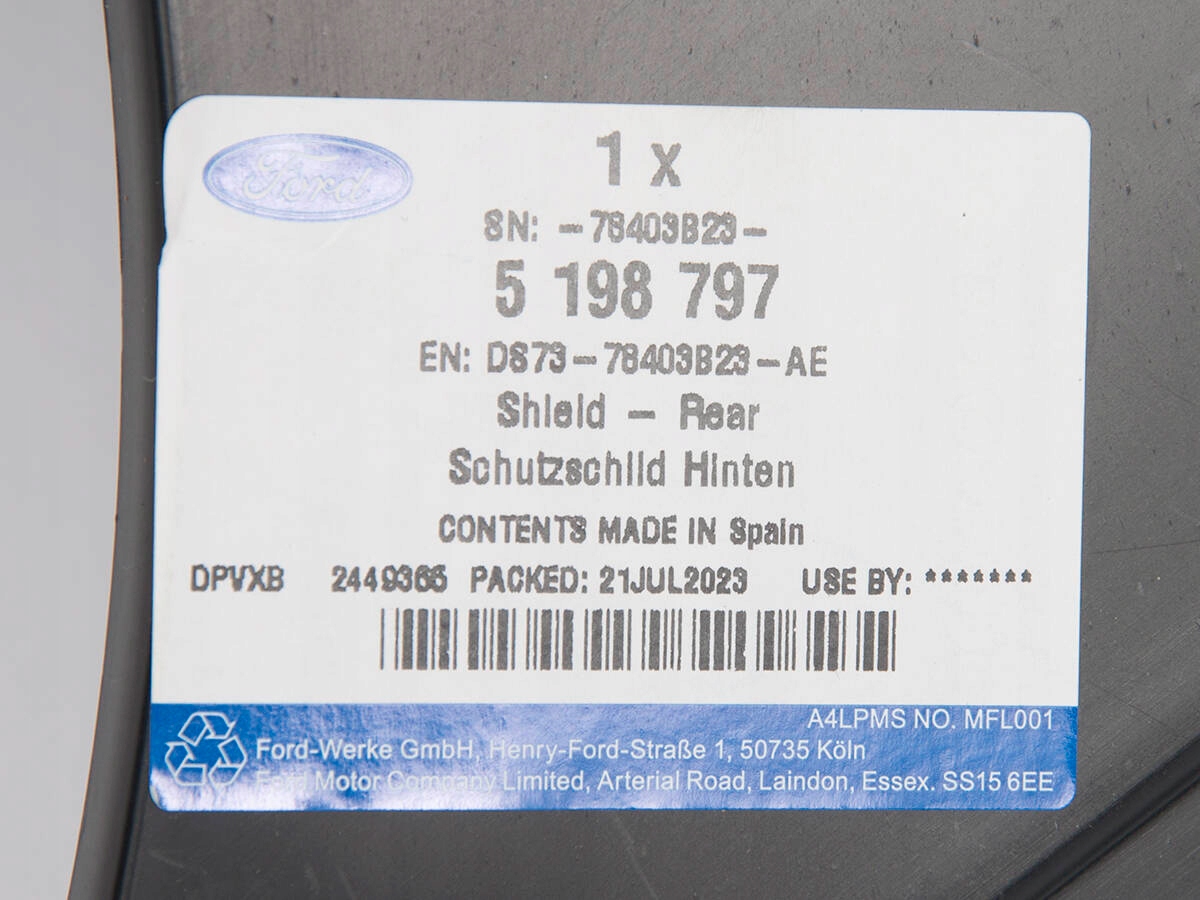 Ford
1 x
SN: -78403B23-
5 198 797
EN: DS73-78403B23-AE
Shield - Rear
Schutzschild Hinten
CONTENTS MADE IN Spain
DPVXB 2449366 PACKED: 21JUL2023 USE BY: *******
A4LPMS NO. MFL001
Ford-Werke GmbH, Henry-Ford-Straße 1, 50735 Köln
Ford Motor Company Limited, Arterial Road, Laindon, Essex. SS15 6EE